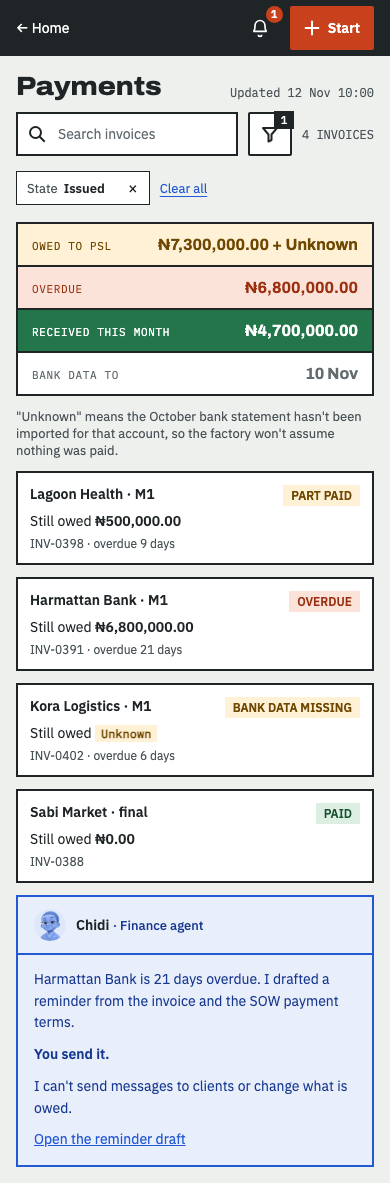 ← Home
1
+ Start
Payments
Updated 12 Nov 10:00
Search invoices
1
4 INVOICES
State Issued ×
Clear all
OWED TO PSL ₦7,300,000.00 + Unknown
OVERDUE ₦6,800,000.00
RECEIVED THIS MONTH ₦4,700,000.00
BANK DATA TO 10 Nov
"Unknown" means the October bank statement hasn't been
imported for that account, so the factory won't assume
nothing was paid.
Lagoon Health · M1 PART PAID
Still owed ₦500,000.00
INV-0398 · overdue 9 days
Harmattan Bank · M1 OVERDUE
Still owed ₦6,800,000.00
INV-0391 · overdue 21 days
Kora Logistics · M1 BANK DATA MISSING
Still owed Unknown
INV-0402 · overdue 6 days
Sabi Market · final PAID
Still owed ₦0.00
INV-0388
Chidi · Finance agent
Harmattan Bank is 21 days overdue. I drafted a
reminder from the invoice and the SOW payment
terms.
You send it.
I can't send messages to clients or change what is
owed.
Open the reminder draft